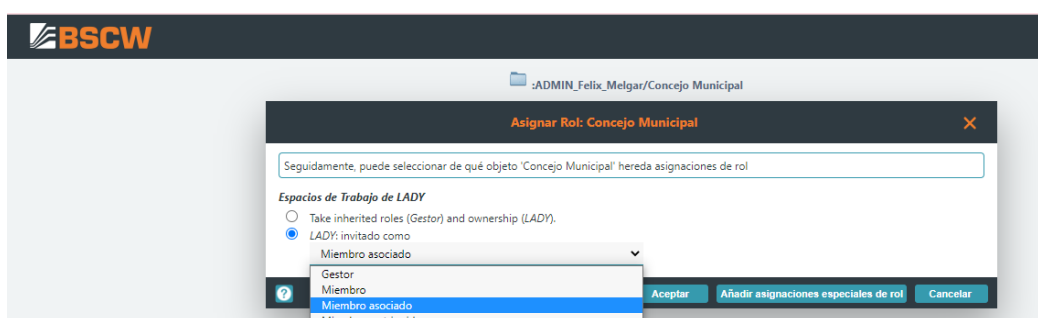 BSCW
:ADMIN_Felix_Melgar/Concejo Municipal
Asignar Rol: Concejo Municipal
Seguidamente, puede seleccionar de qué objeto 'Concejo Municipal' hereda asignaciones de rol
Espacios de Trabajo de LADY
Take inherited roles (Gestor) and ownership (LADY).
LADY: invitado como
Miembro asociado
Gestor
Miembro
Miembro asociado
? Aceptar Añadir asignaciones especiales de rol Cancelar